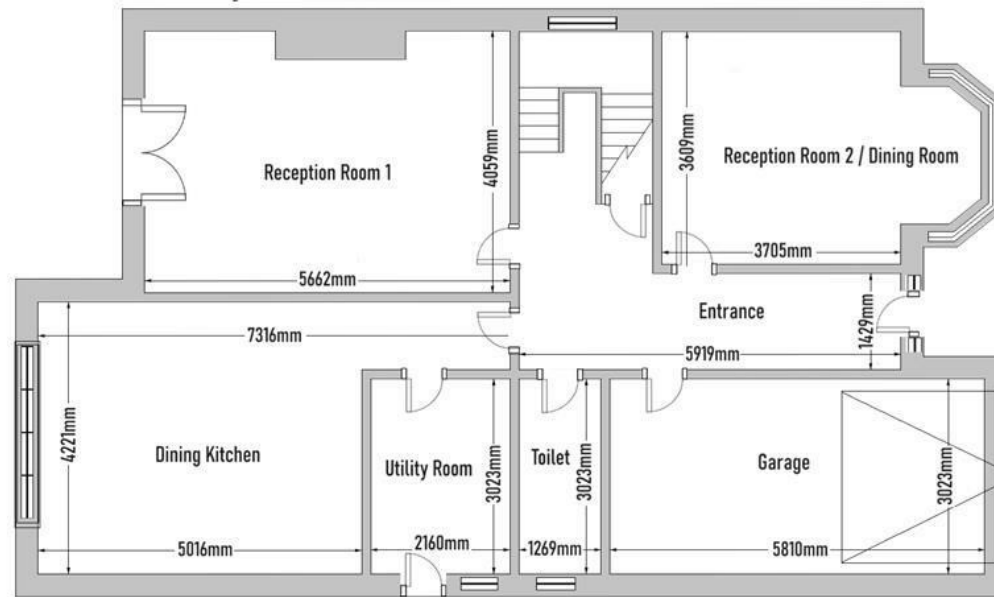 Reception Room 1
4059mm
5662mm
3609mm
Reception Room 2 / Dining Room
3705mm
Entrance
1429mm
5919mm
7316mm
4221mm
Dining Kitchen
5016mm
Utility Room
3023mm
2160mm
Toilet
3023mm
1269mm
Garage
3023mm
5810mm